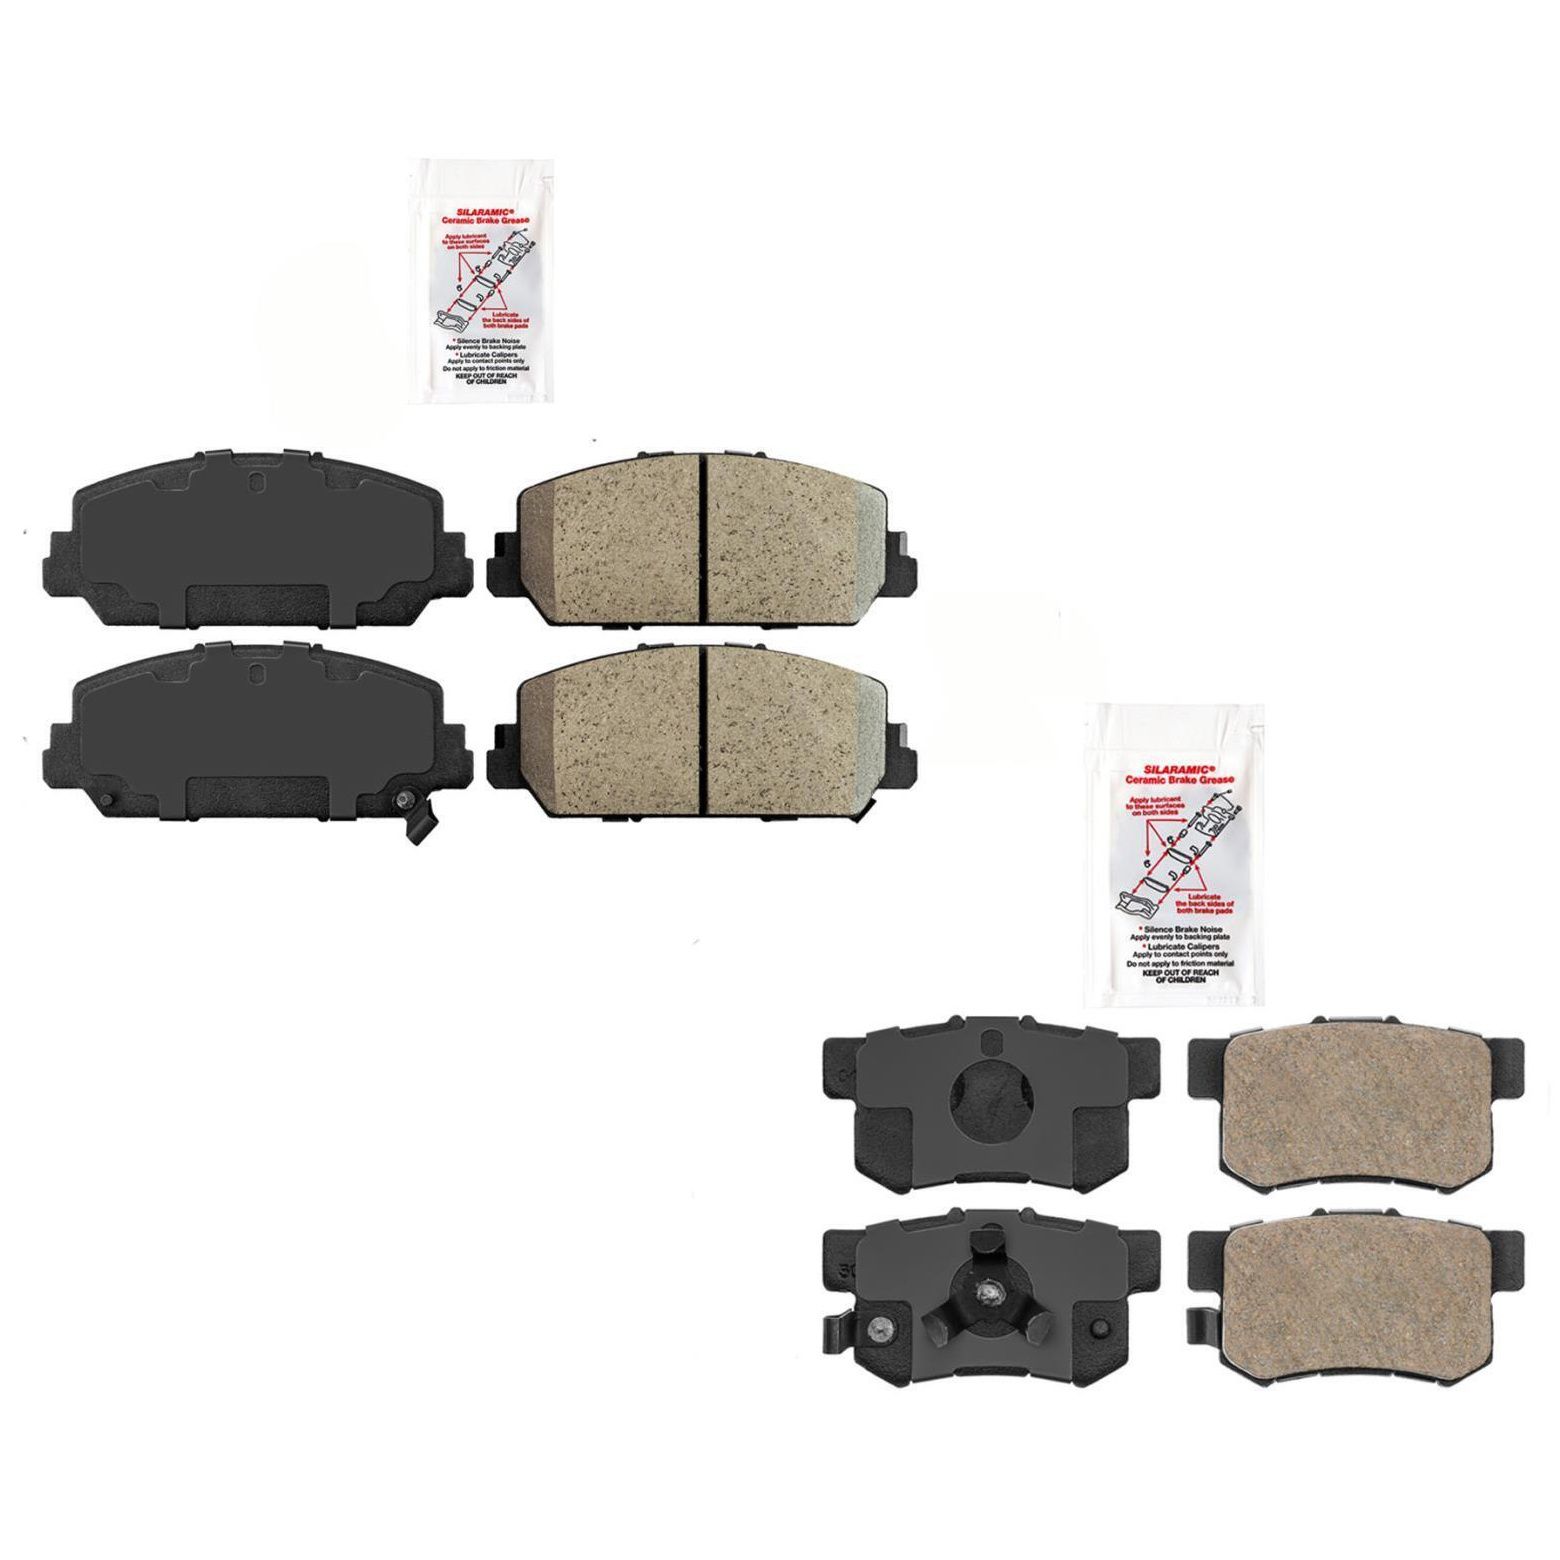 SILARAMIC®
Ceramic Brake Grease
Apply lubricant
to these surfaces
on both sides
Lubricate
the back sides of
both brake pads
* Silence Brake Noise
Apply evenly to backing plate
* Lubricate Calipers
Apply to contact points only
Do not apply to friction material
KEEP OUT OF REACH
OF CHILDREN
SILARAMIC®
Ceramic Brake Grease
Apply lubricant
to these surfaces
on both sides
Lubricate
the back sides of
both brake pads
* Silence Brake Noise
Apply evenly to backing plate
* Lubricate Calipers
Apply to contact points only
Do not apply to friction material
KEEP OUT OF REACH
OF CHILDREN